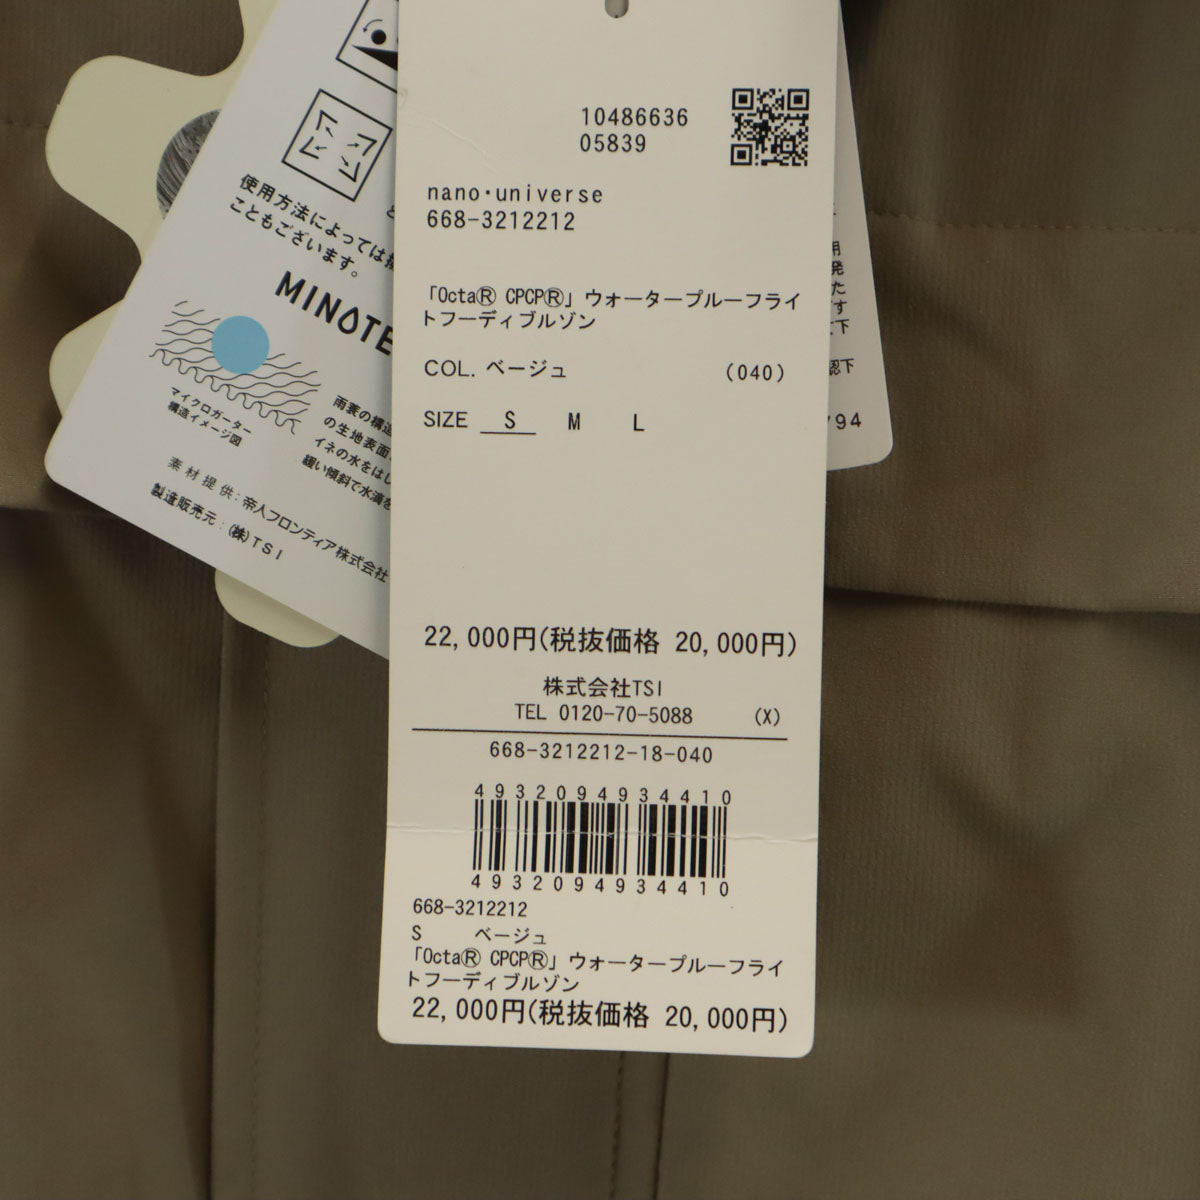 10486636
05839
nano・universe
668-3212212
「Octa® CPCP®」ウォータープルーフライ
トフーディブルゾン
COL. ベージュ (040)
SIZE S M L
22,000円(税抜価格 20,000円)
株式会社TSI
TEL 0120-70-5088 (X)
668-3212212-18-040
4932094934410
4932094934410
668-3212212
S ベージュ
「Octa® CPCP®」ウォータープルーフライ
トフーディブルゾン
22,000円(税抜価格 20,000円)
使用方法によっては
こともございます。
MINOTE
マイクロガーター
構造イメージ図
雨蓑の構造
の生地表面
イネの水をはじ
緩い傾斜で水滴を
素材提供：帝人フロンティア株式会社
製造販売元：(株)TSI
用
発
た
す
下
認下
794